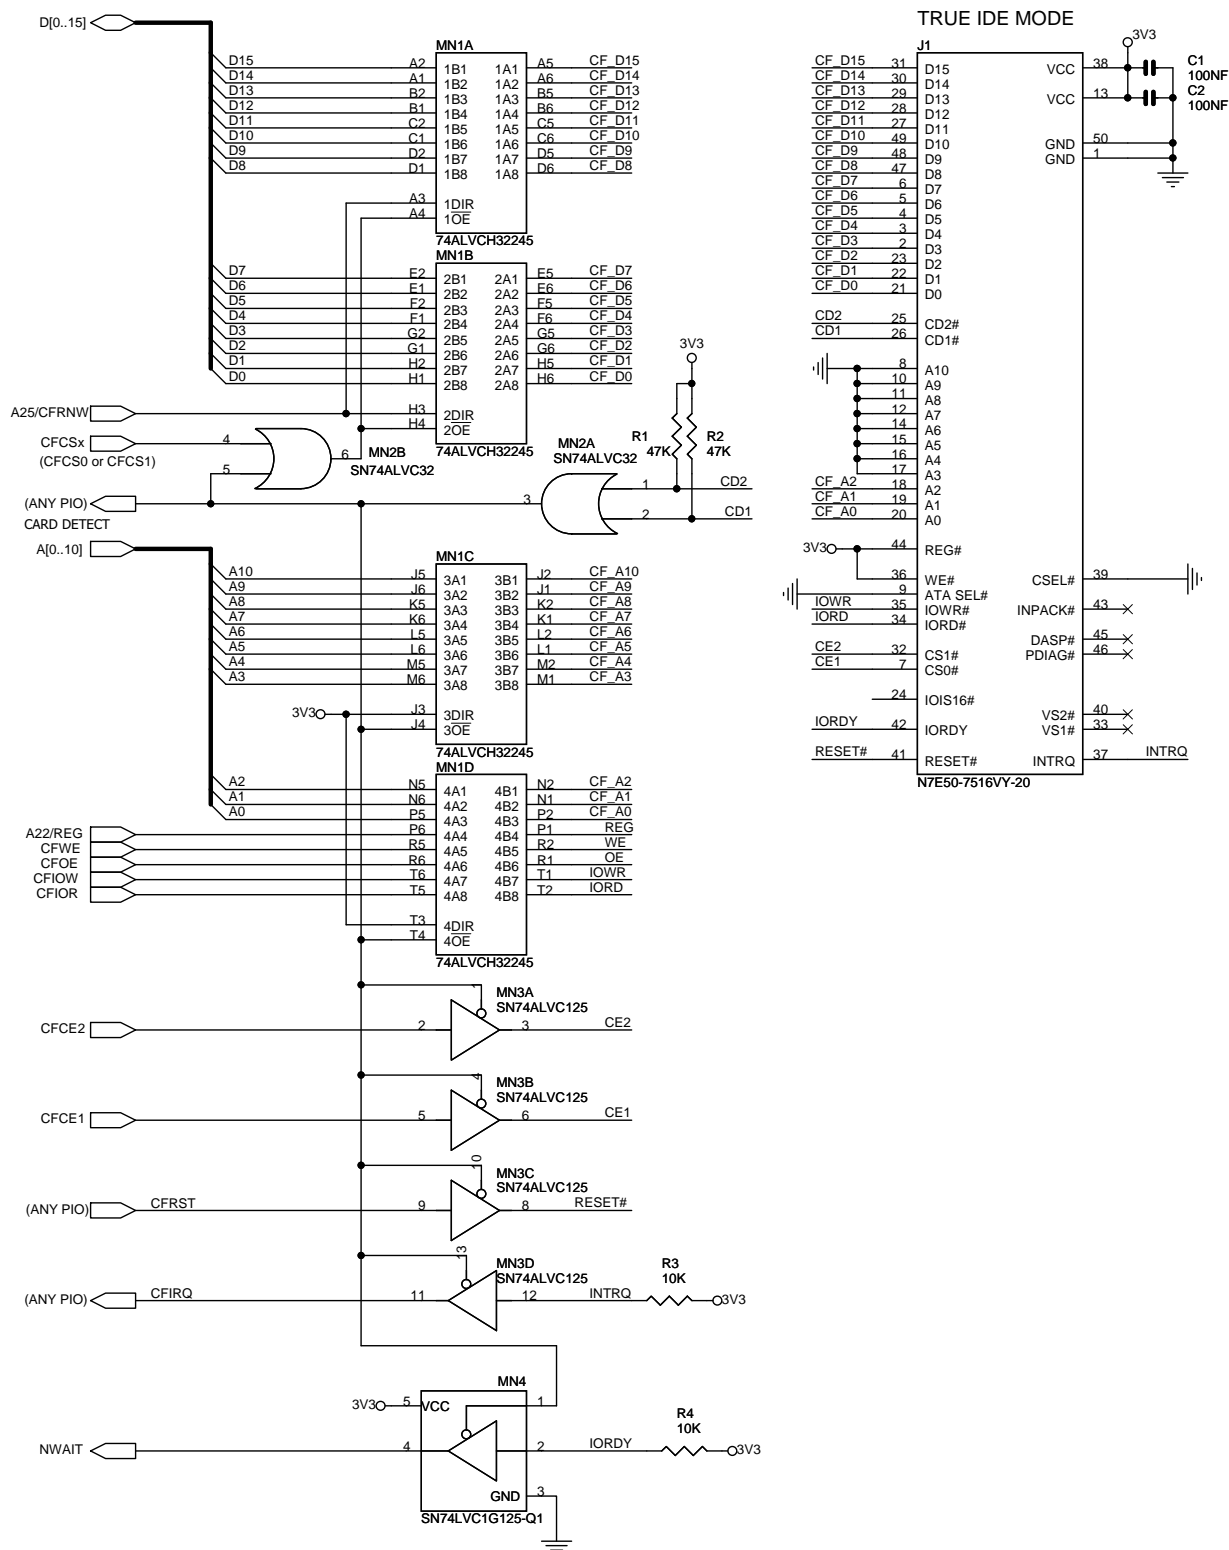 TRUE IDE MODE
D[0..15]
MN1A
D15 A2 1B1 1A1 A5 CF_D15
D14 A1 1B2 1A2 A6 CF_D14
D13 B2 1B3 1A3 B5 CF_D13
D12 B1 1B4 1A4 B6 CF_D12
D11 C2 1B5 1A5 C5 CF_D11
D10 C1 1B6 1A6 C6 CF_D10
D9 D2 1B7 1A7 D5 CF_D9
D8 D1 1B8 1A8 D6 CF_D8
A3 1DIR
A4 1OE
74ALVCH32245
MN1B
D7 E2 2B1 2A1 E5 CF_D7
D6 E1 2B2 2A2 E6 CF_D6
D5 F2 2B3 2A3 F5 CF_D5
D4 F1 2B4 2A4 F6 CF_D4
D3 G2 2B5 2A5 G5 CF_D3
D2 G1 2B6 2A6 G6 CF_D2
D1 H2 2B7 2A7 H5 CF_D1
D0 H1 2B8 2A8 H6 CF_D0
A25/CFRNW H3 2DIR
H4 2OE
74ALVCH32245
CFCSx 4
(CFCS0 or CFCS1) 5
6 MN2B
SN74ALVC32
3V3
R1 47K
R2 47K
MN2A
SN74ALVC32
1 CD2
2 CD1
3
(ANY PIO)
CARD DETECT
A[0..10]
MN1C
A10 J5 3A1 3B1 J2 CF_A10
A9 J6 3A2 3B2 J1 CF_A9
A8 K5 3A3 3B3 K2 CF_A8
A7 K6 3A4 3B4 K1 CF_A7
A6 L5 3A5 3B5 L2 CF_A6
A5 L6 3A6 3B6 L1 CF_A5
A4 M5 3A7 3B7 M2 CF_A4
A3 M6 3A8 3B8 M1 CF_A3
3V3 J3 3DIR
J4 3OE
74ALVCH32245
MN1D
A2 N5 4A1 4B1 N2 CF_A2
A1 N6 4A2 4B2 N1 CF_A1
A0 P5 4A3 4B3 P2 CF_A0
A22/REG P6 4A4 4B4 P1 REG
CFWE R5 4A5 4B5 R2 WE
CFOE R6 4A6 4B6 R1 OE
CFIOW T6 4A7 4B7 T1 IOWR
CFIOR T5 4A8 4B8 T2 IORD
T3 4DIR
T4 4OE
74ALVCH32245
1 MN3A
SN74ALVC125
CFCE2 2 3 CE2
4 MN3B
SN74ALVC125
CFCE1 5 6 CE1
10 MN3C
SN74ALVC125
(ANY PIO) CFRST 9 8 RESET#
13 MN3D
SN74ALVC125
R3
10K
(ANY PIO) CFIRQ 11 12 INTRQ 3V3
MN4
3V3 5 VCC 1
R4
10K
NWAIT 4 2 IORDY 3V3
GND 3
SN74LVC1G125-Q1
J1
3V3
CF_D15 31 D15 VCC 38
C1
100NF
CF_D14 30 D14
CF_D13 29 D13 VCC 13
C2
100NF
CF_D12 28 D12
CF_D11 27 D11
CF_D10 49 D10 GND 50
CF_D9 48 D9 GND 1
CF_D8 47 D8
CF_D7 6 D7
CF_D6 5 D6
CF_D5 4 D5
CF_D4 3 D4
CF_D3 2 D3
CF_D2 23 D2
CF_D1 22 D1
CF_D0 21 D0
CD2 25 CD2#
CD1 26 CD1#
8 A10
10 A9
11 A8
12 A7
14 A6
15 A5
16 A4
17 A3
CF_A2 18 A2
CF_A1 19 A1
CF_A0 20 A0
3V3 44 REG#
36 WE# CSEL# 39
9 ATA SEL#
IOWR 35 IOWR# INPACK# 43
IORD 34 IORD#
DASP# 45
CE2 32 CS1# PDIAG# 46
CE1 7 CS0#
24 IOIS16#
VS2# 40
IORDY 42 IORDY VS1# 33
RESET# 41 RESET# INTRQ 37 INTRQ
N7E50-7516VY-20